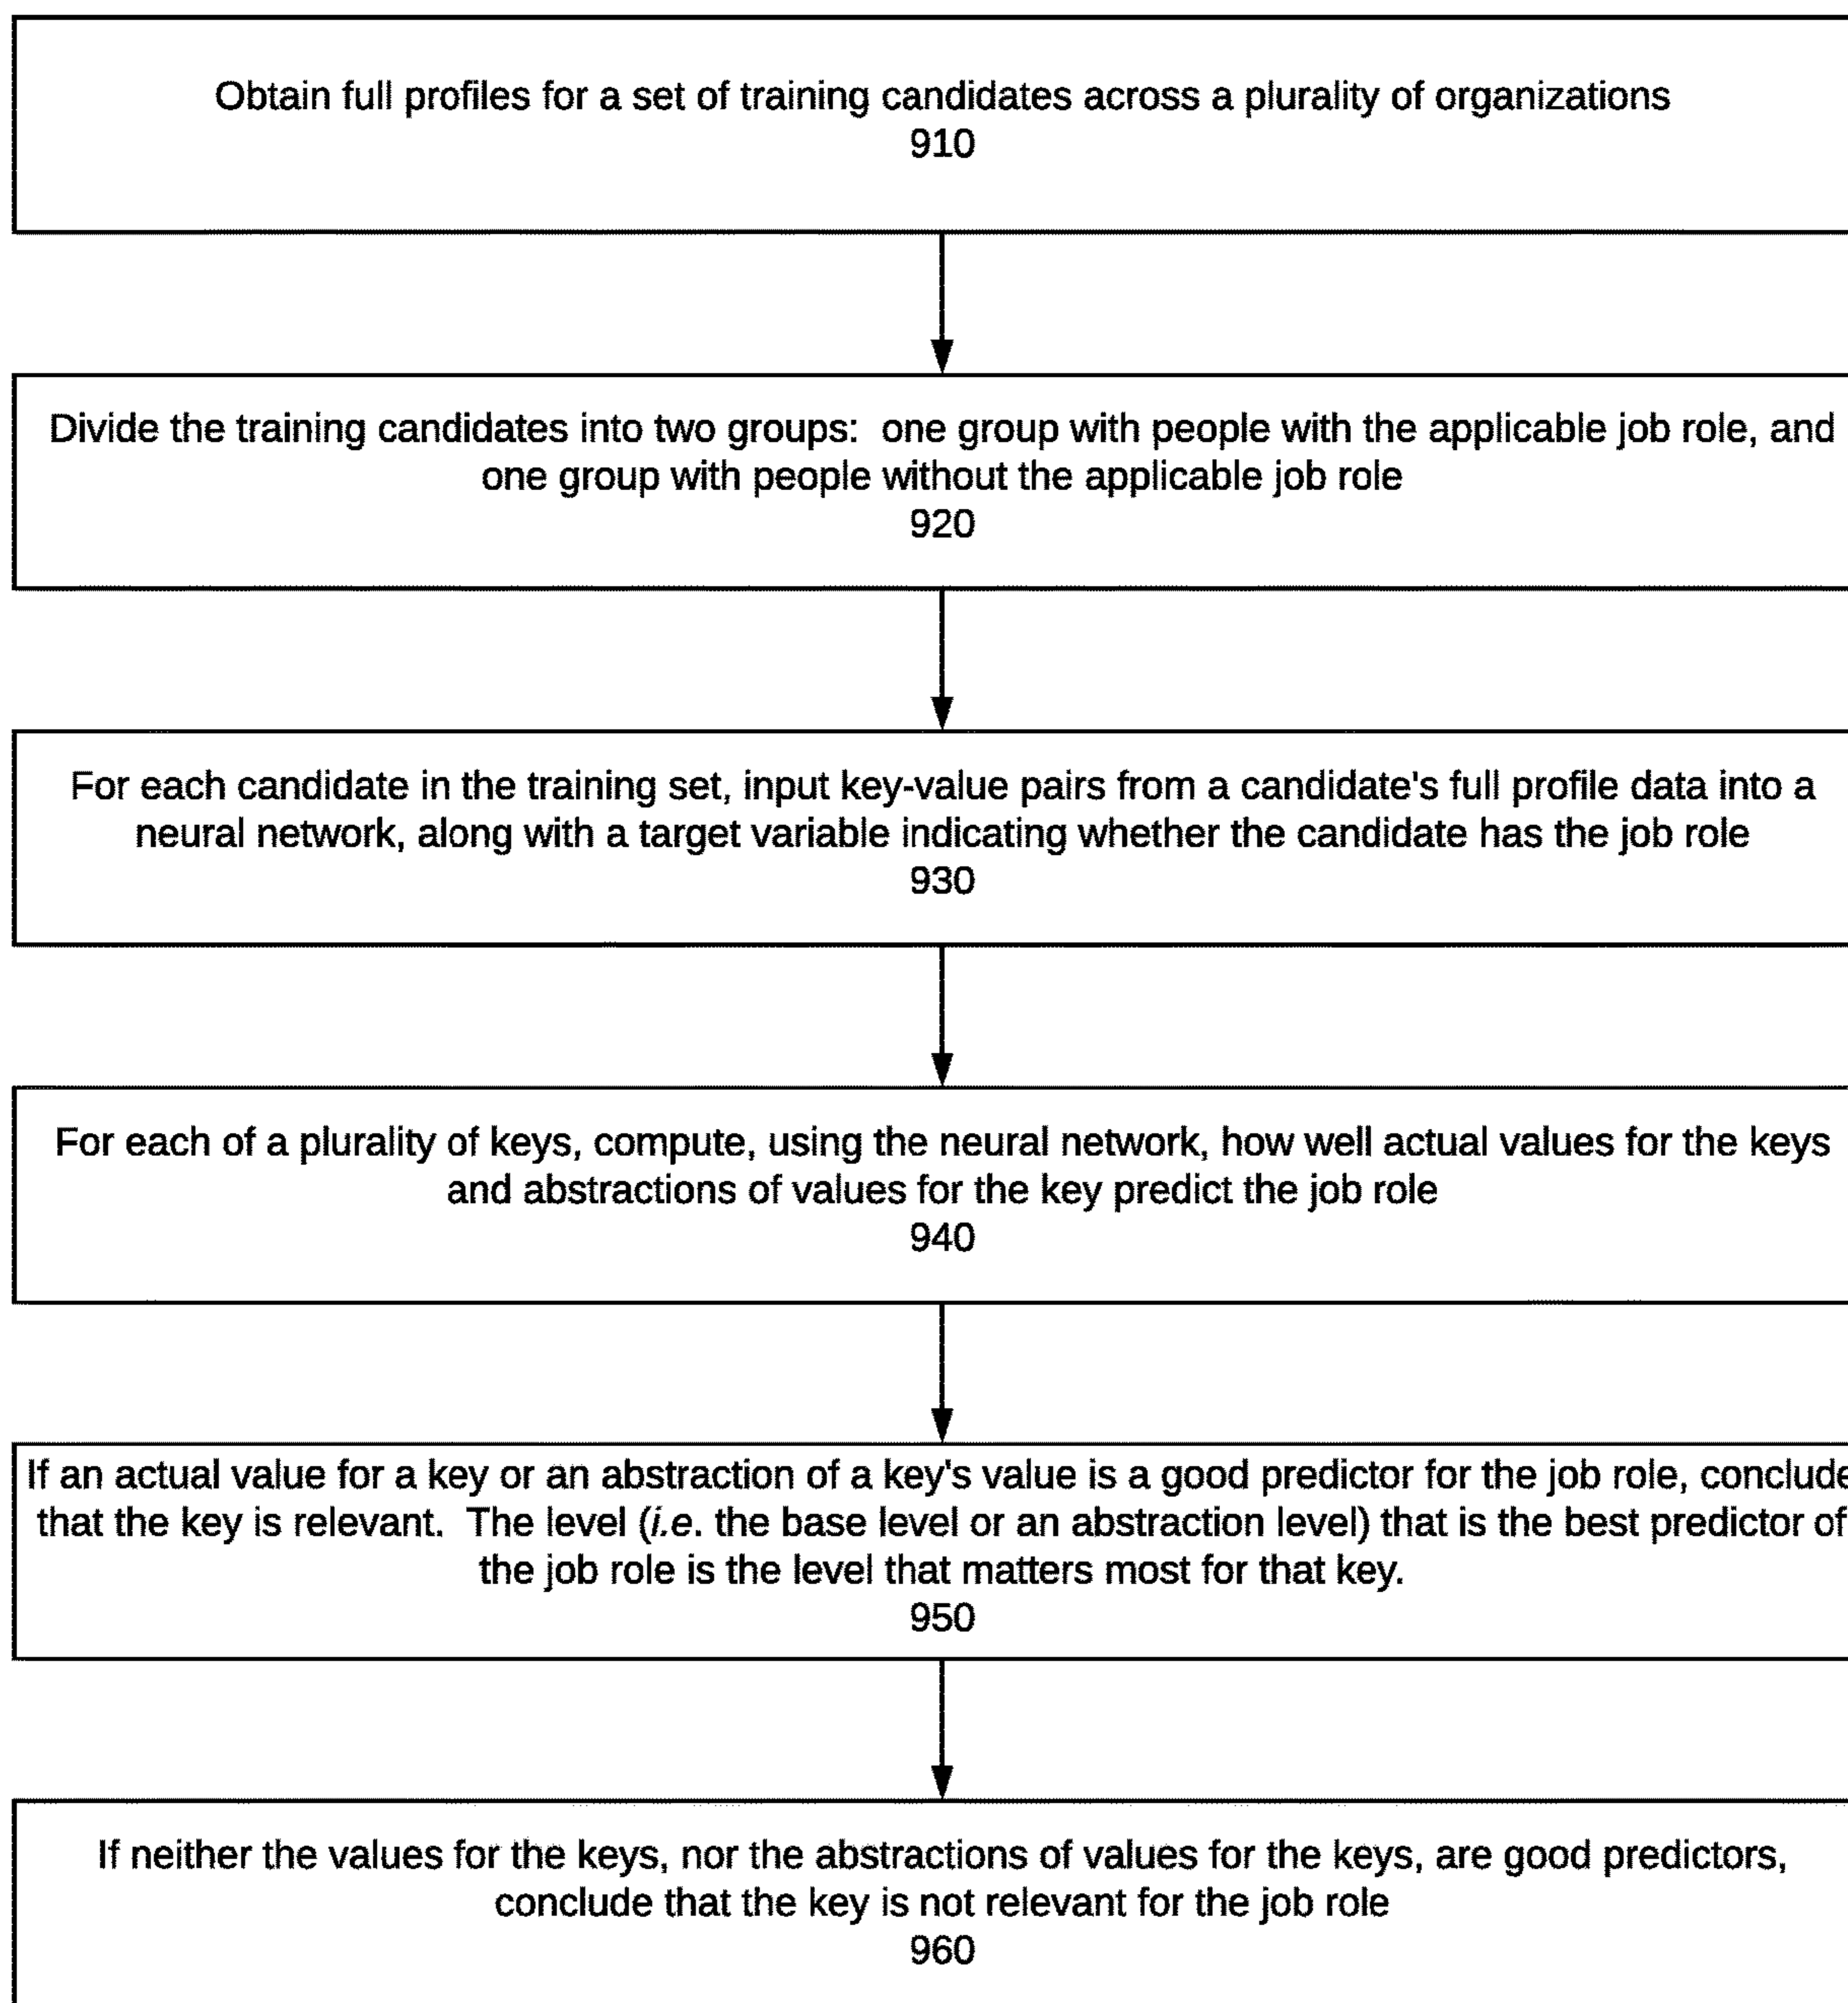 Obtain full profiles for a set of training candidates across a plurality of organizations
910
Divide the training candidates into two groups:  one group with people with the applicable job role, and
one group with people without the applicable job role
920
For each candidate in the training set, input key-value pairs from a candidate's full profile data into a
neural network, along with a target variable indicating whether the candidate has the job role
930
For each of a plurality of keys, compute, using the neural network, how well actual values for the keys
and abstractions of values for the key predict the job role
940
If an actual value for a key or an abstraction of a key's value is a good predictor for the job role, conclude
that the key is relevant.  The level (i.e. the base level or an abstraction level) that is the best predictor of
the job role is the level that matters most for that key.
950
If neither the values for the keys, nor the abstractions of values for the keys, are good predictors,
conclude that the key is not relevant for the job role
960